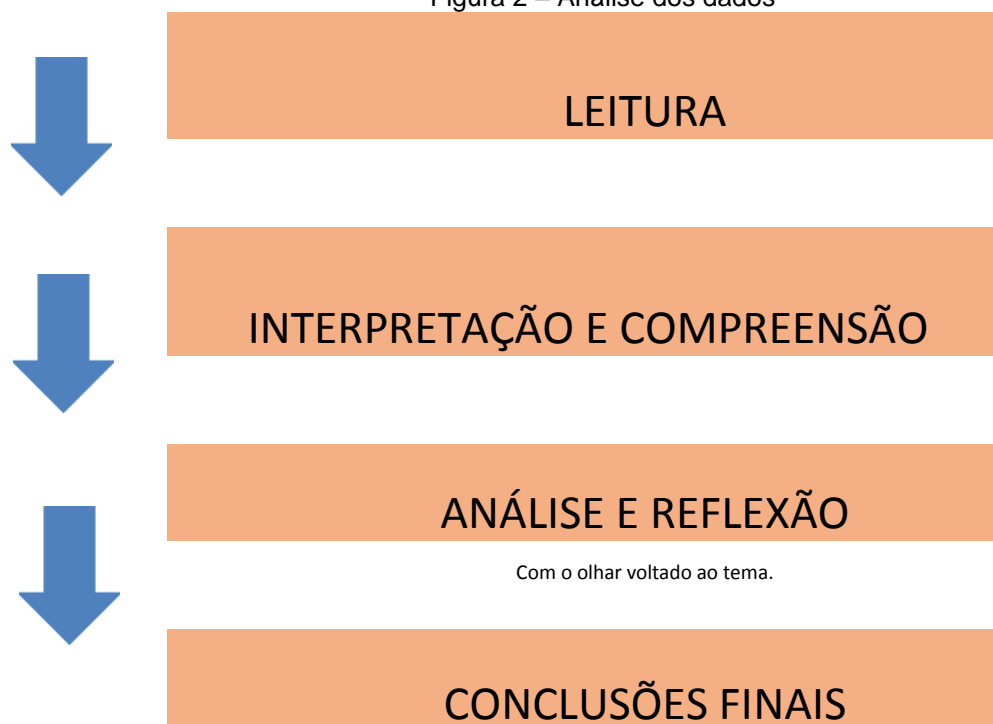 Figura 2 – Análise dos dados
LEITURA
INTERPRETAÇÃO E COMPREENSÃO
ANÁLISE E REFLEXÃO
Com o olhar voltado ao tema.
CONCLUSÕES FINAIS